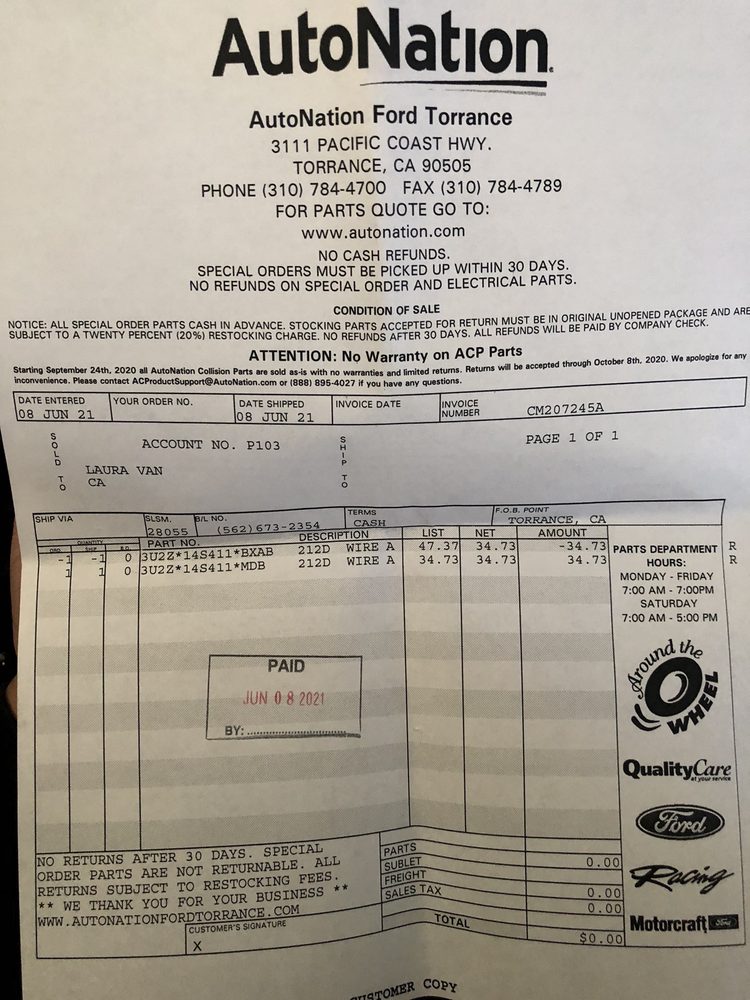 AutoNation.
AutoNation Ford Torrance
3111 PACIFIC COAST HWY.
TORRANCE, CA 90505
PHONE (310) 784-4700 FAX (310) 784-4789
FOR PARTS QUOTE GO TO:
www.autonation.com
NO CASH REFUNDS.
SPECIAL ORDERS MUST BE PICKED UP WITHIN 30 DAYS.
NO REFUNDS ON SPECIAL ORDER AND ELECTRICAL PARTS.
CONDITION OF SALE
NOTICE: ALL SPECIAL ORDER PARTS CASH IN ADVANCE. STOCKING PARTS ACCEPTED FOR RETURN MUST BE IN ORIGINAL UNOPENED PACKAGE AND ARE
SUBJECT TO A TWENTY PERCENT (20%) RESTOCKING CHARGE. NO REFUNDS AFTER 30 DAYS. ALL REFUNDS WILL BE PAID BY COMPANY CHECK.
ATTENTION: No Warranty on ACP Parts
Starting September 24th, 2020 all AutoNation Collision Parts are sold as-is with no warranties and limited returns. Returns will be accepted through October 8th, 2020. We apologize for any
inconvenience. Please contact ACProductSupport@AutoNation.com or (888) 895-4027 if you have any questions.
DATE ENTERED YOUR ORDER NO. DATE SHIPPED INVOICE DATE INVOICE NUMBER
08 JUN 21 08 JUN 21 CM207245A
SOLD TO ACCOUNT NO. P103 SHIP TO PAGE 1 OF 1
LAURA VAN
CA
SHIP VIA SLSM. B/L NO. TERMS F.O.B. POINT
28055 (562)673-2354 CASH TORRANCE, CA
QUANTITY PART NO. DESCRIPTION LIST NET AMOUNT
ORD. SHIP B.O.
-1 -1 0 3U2Z*14S411*BXAB 212D WIRE A 47.37 34.73 -34.73 R
1 1 0 3U2Z*14S411*MDB 212D WIRE A 34.73 34.73 34.73 R
PARTS DEPARTMENT
HOURS:
MONDAY - FRIDAY
7:00 AM - 7:00PM
SATURDAY
7:00 AM - 5:00 PM
PAID
JUN 08 2021
BY:
Around the WHEEL
QualityCare
at your service
Ford
Racing
Motorcraft Ford
NO RETURNS AFTER 30 DAYS. SPECIAL
ORDER PARTS ARE NOT RETURNABLE. ALL
RETURNS SUBJECT TO RESTOCKING FEES.
** WE THANK YOU FOR YOUR BUSINESS **
WWW.AUTONATIONFORDTORRANCE.COM
CUSTOMER'S SIGNATURE
X
PARTS 0.00
SUBLET
FREIGHT 0.00
SALES TAX 0.00
TOTAL $0.00
CUSTOMER COPY